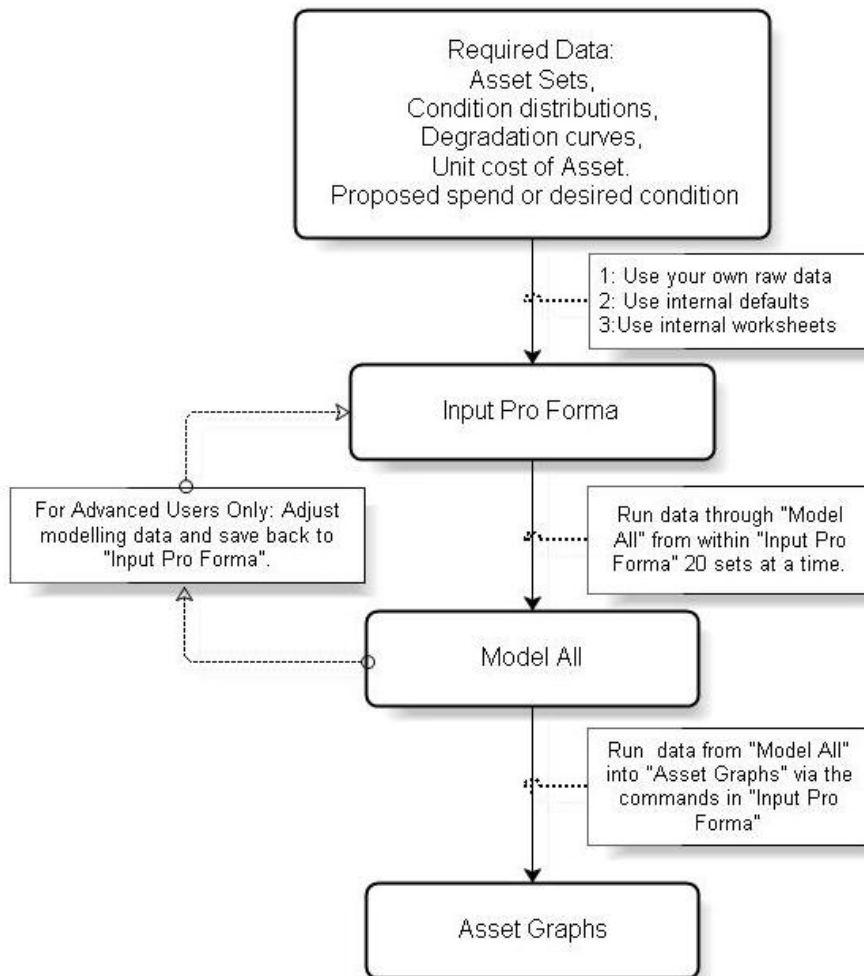 Required Data:
Asset Sets,
Condition distributions,
Degradation curves,
Unit cost of Asset.
Proposed spend or desired condition
1: Use your own raw data
2: Use internal defaults
3:Use internal worksheets
Input Pro Forma
For Advanced Users Only: Adjust
modelling data and save back to
"Input Pro Forma".
Run data through "Model
All" from within "Input Pro
Forma" 20 sets at a time.
Model All
Run data from "Model All"
into "Asset Graphs" via the
commands in "Input Pro
Forma"
Asset Graphs